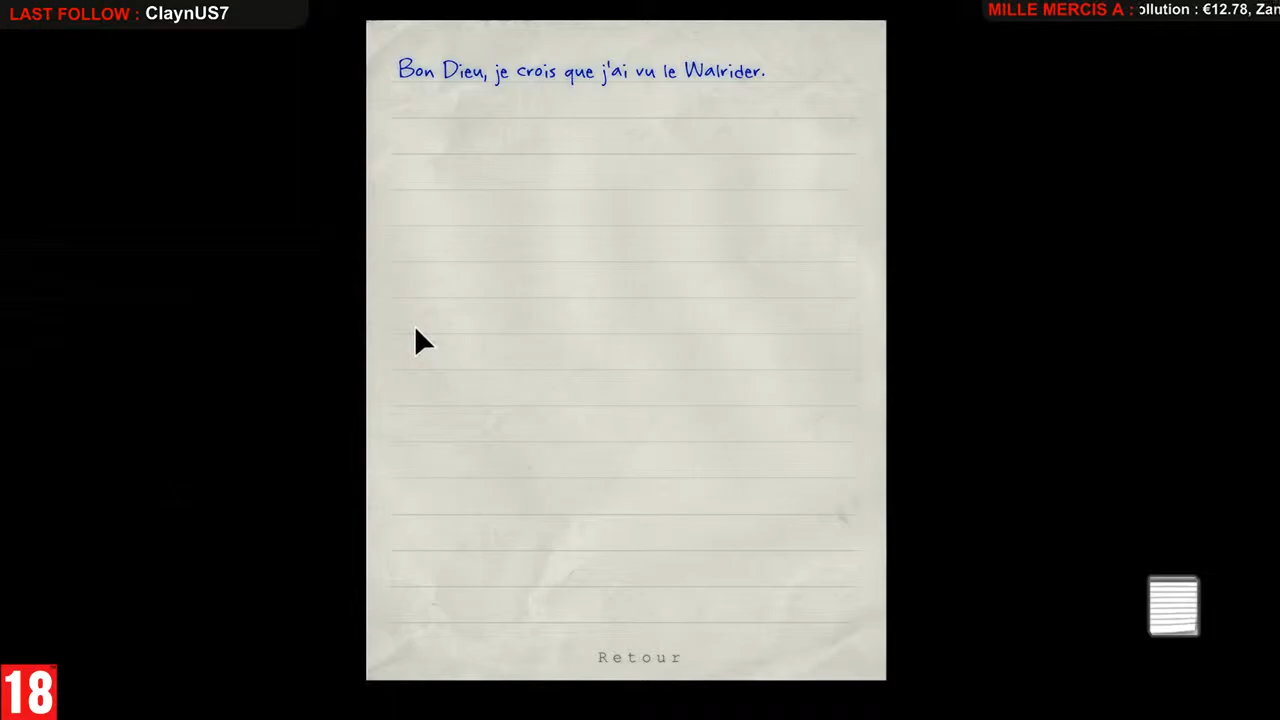 LAST FOLLOW : ClaynUS7
MILLE MERCIS A : ollution : €12.78, Zan
Bon Dieu, je crois que j'ai vu le Walrider.
Retour
18